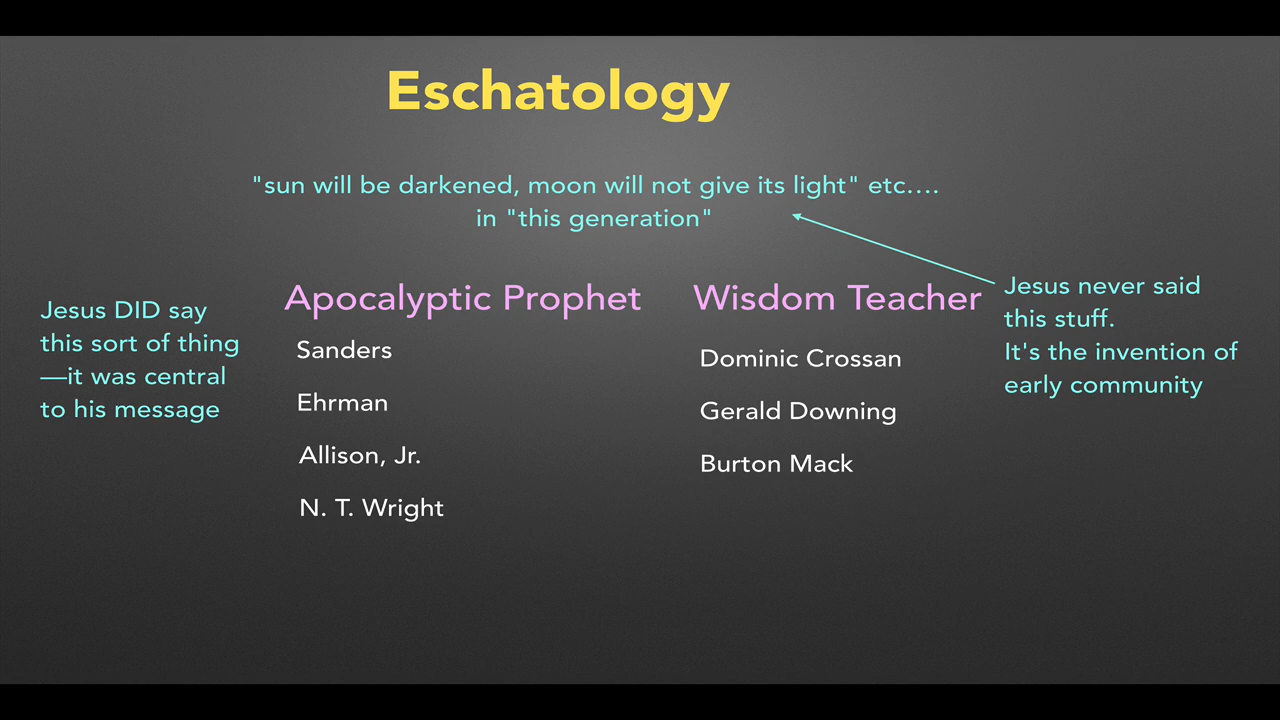 Eschatology
"sun will be darkened, moon will not give its light" etc....
in "this generation"
Jesus DID say
this sort of thing
—it was central
to his message
Apocalyptic Prophet
Sanders
Ehrman
Allison, Jr.
N. T. Wright
Wisdom Teacher
Dominic Crossan
Gerald Downing
Burton Mack
Jesus never said
this stuff.
It's the invention of
early community